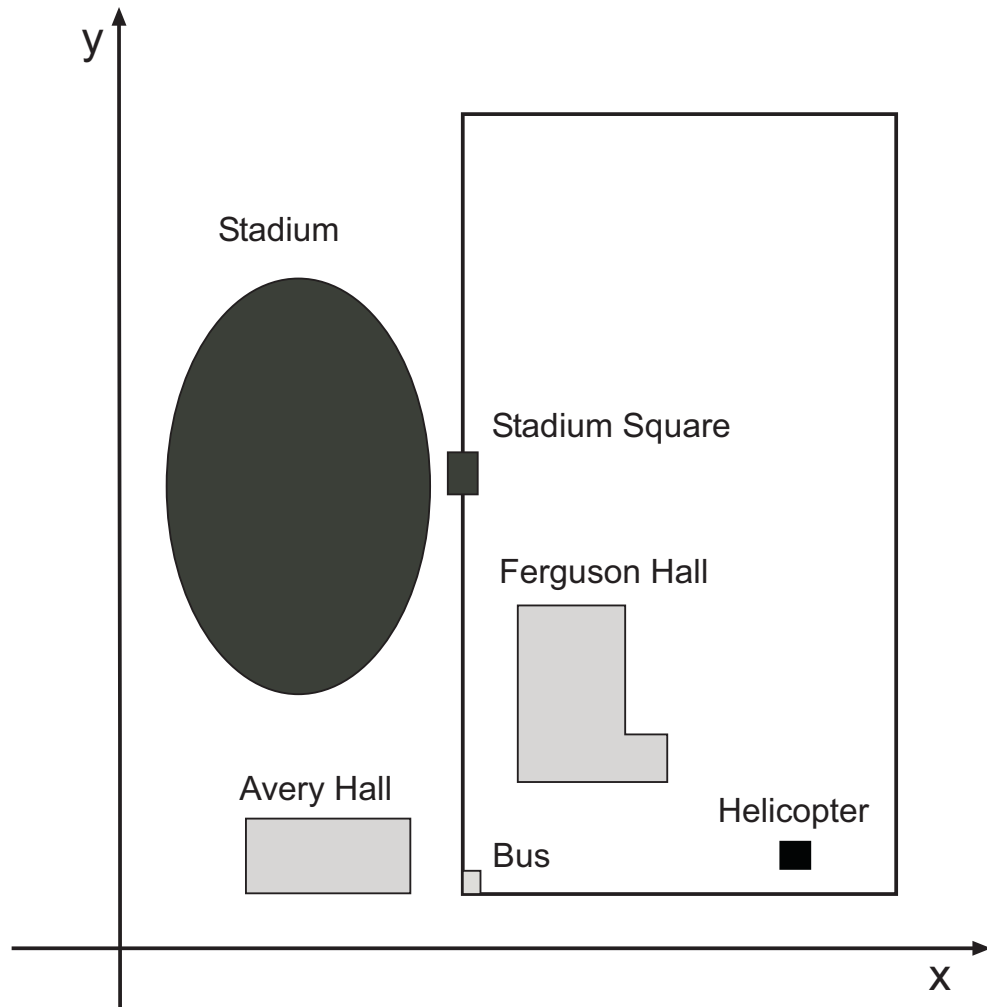 y
Stadium
Stadium Square
Ferguson Hall
Avery Hall
Helicopter
Bus
x